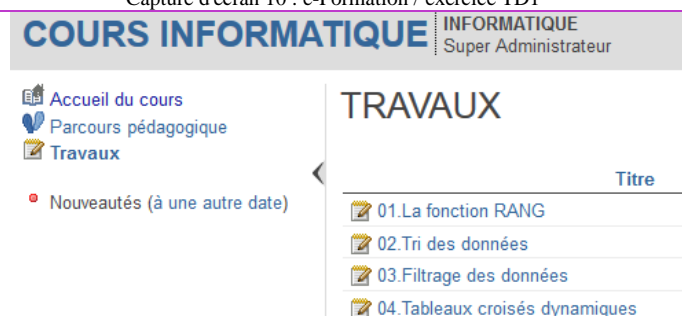 Capture d'écran 10 : e-Formation / exercice TD1
COURS INFORMATIQUE
INFORMATIQUE
Super Administrateur
Accueil du cours
Parcours pédagogique
Travaux
Nouveautés (à une autre date)
TRAVAUX
Titre
01.La fonction RANG
02.Tri des données
03.Filtrage des données
04.Tableaux croisés dynamiques